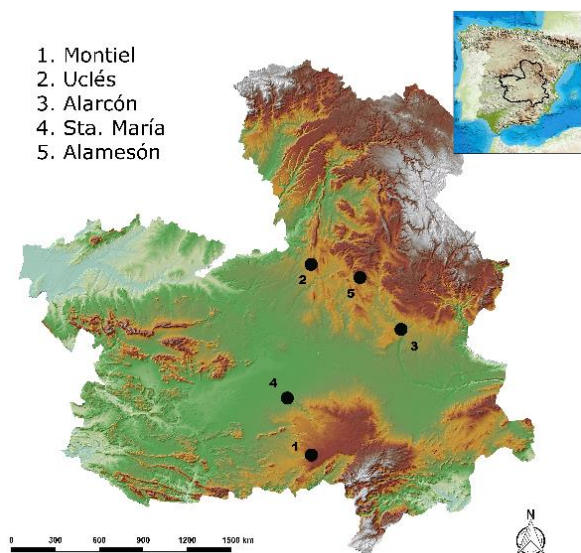 1. Montiel
2. Uclés
3. Alarcón
4. Sta. María
5. Alamesón
2
5
3
4
1
0 300 600 900 1200 1500 km
N